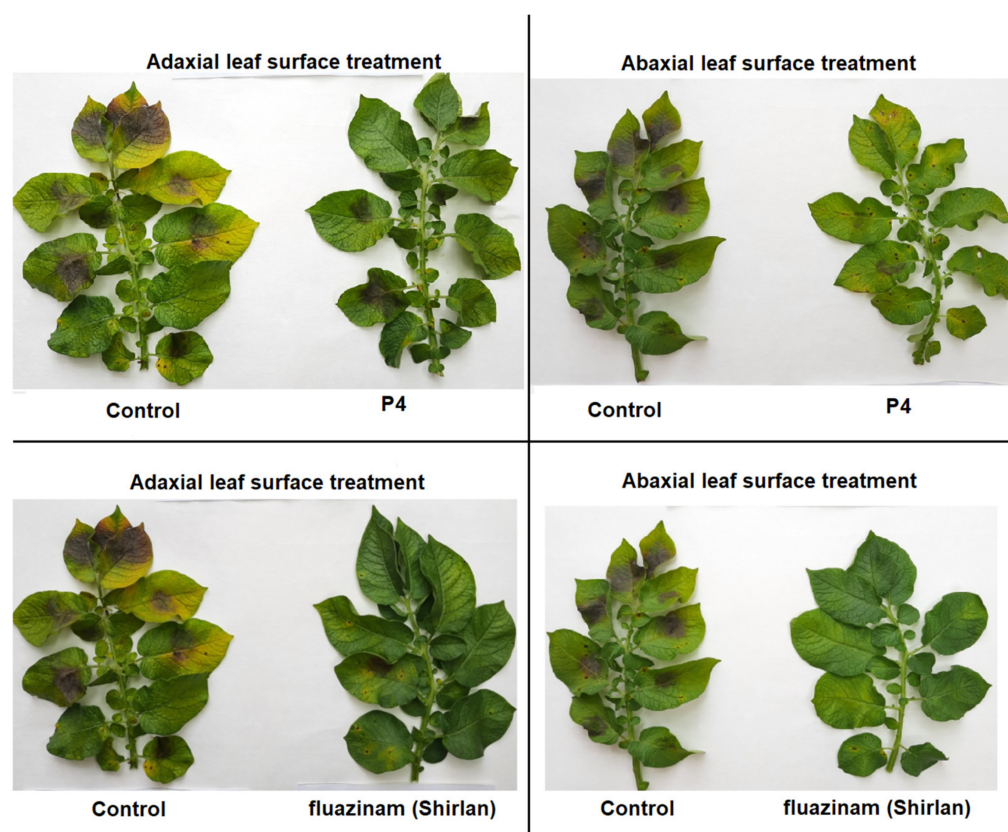 Adaxial leaf surface treatment
Abaxial leaf surface treatment
Control
P4
Control
P4
Adaxial leaf surface treatment
Abaxial leaf surface treatment
Control
fluazinam (Shirlan)
Control
fluazinam (Shirlan)